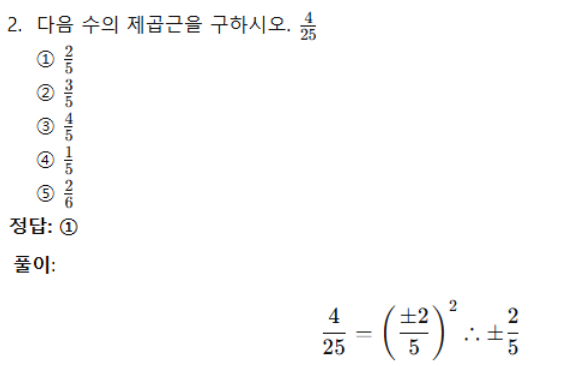 2. 다음 수의 제곱근을 구하시오. 4/25
① 2/5
② 3/5
③ 4/5
④ 1/5
⑤ 2/6
정답: ①
풀이:
4/25 = (±2/5)² ∴ ±2/5